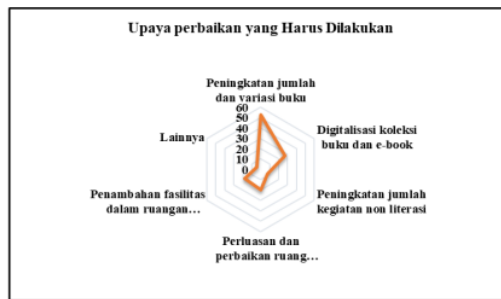 Upaya perbaikan yang Harus Dilakukan
Peningkatan jumlah
dan variasi buku
60
50
40
30
20
10
0
Digitalisasi koleksi
buku dan e-book
Peningkatan jumlah
kegiatan non literasi
Perluasan dan
perbaikan ruang…
Penambahan fasilitas
dalam ruangan…
Lainnya